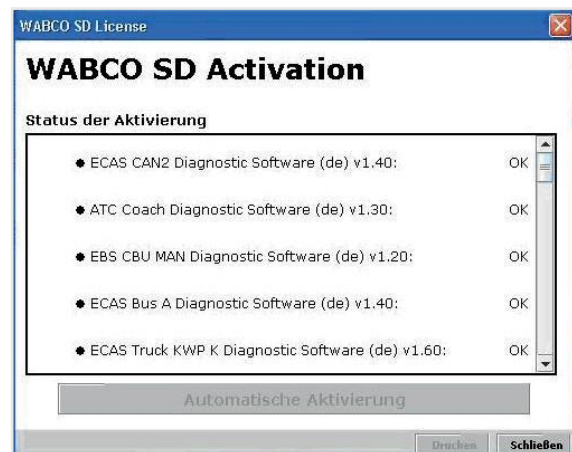 WABCO SD License
WABCO SD Activation
Status der Aktivierung
● ECAS CAN2 Diagnostic Software (de) v1.40: OK
● ATC Coach Diagnostic Software (de) v1.30: OK
● EBS CBU MAN Diagnostic Software (de) v1.20: OK
● ECAS Bus A Diagnostic Software (de) v1.40: OK
● ECAS Truck KWP K Diagnostic Software (de) v1.60: OK
Automatische Aktivierung
Drucken Schließen